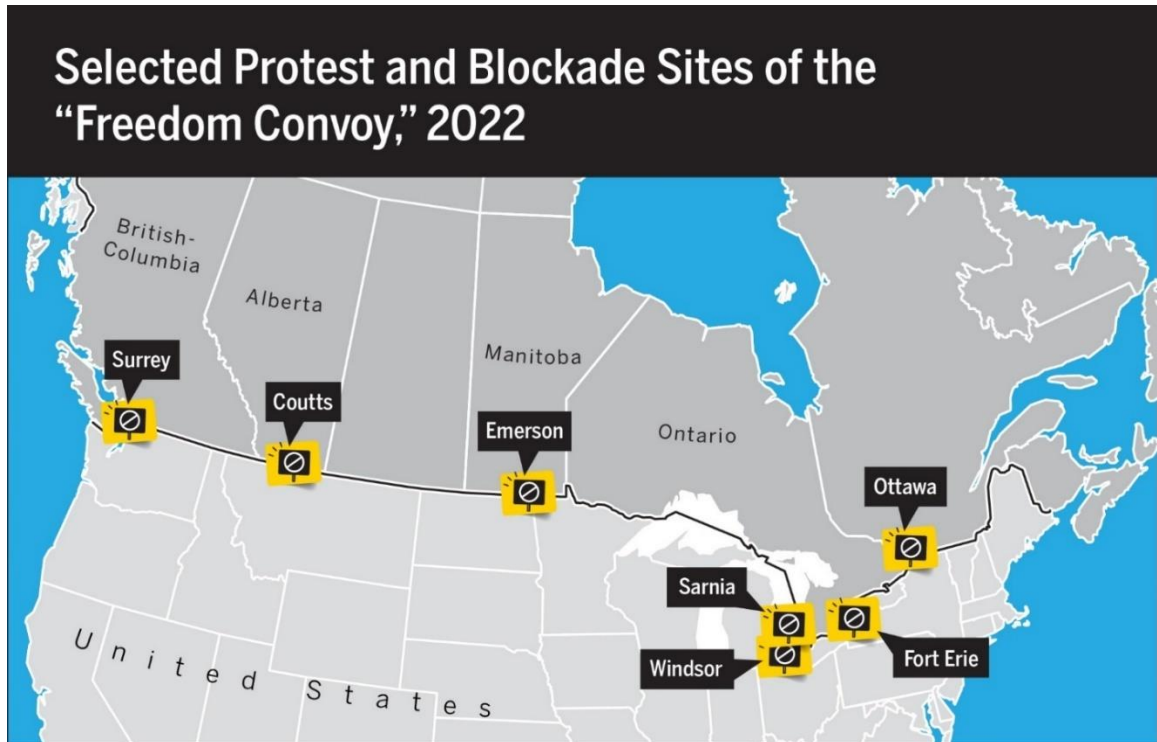 Selected Protest and Blockade Sites of the
“Freedom Convoy,” 2022
British-
Columbia
Alberta
Manitoba
Ontario
Surrey
Coutts
Emerson
Ottawa
Sarnia
Windsor
Fort Erie
United States